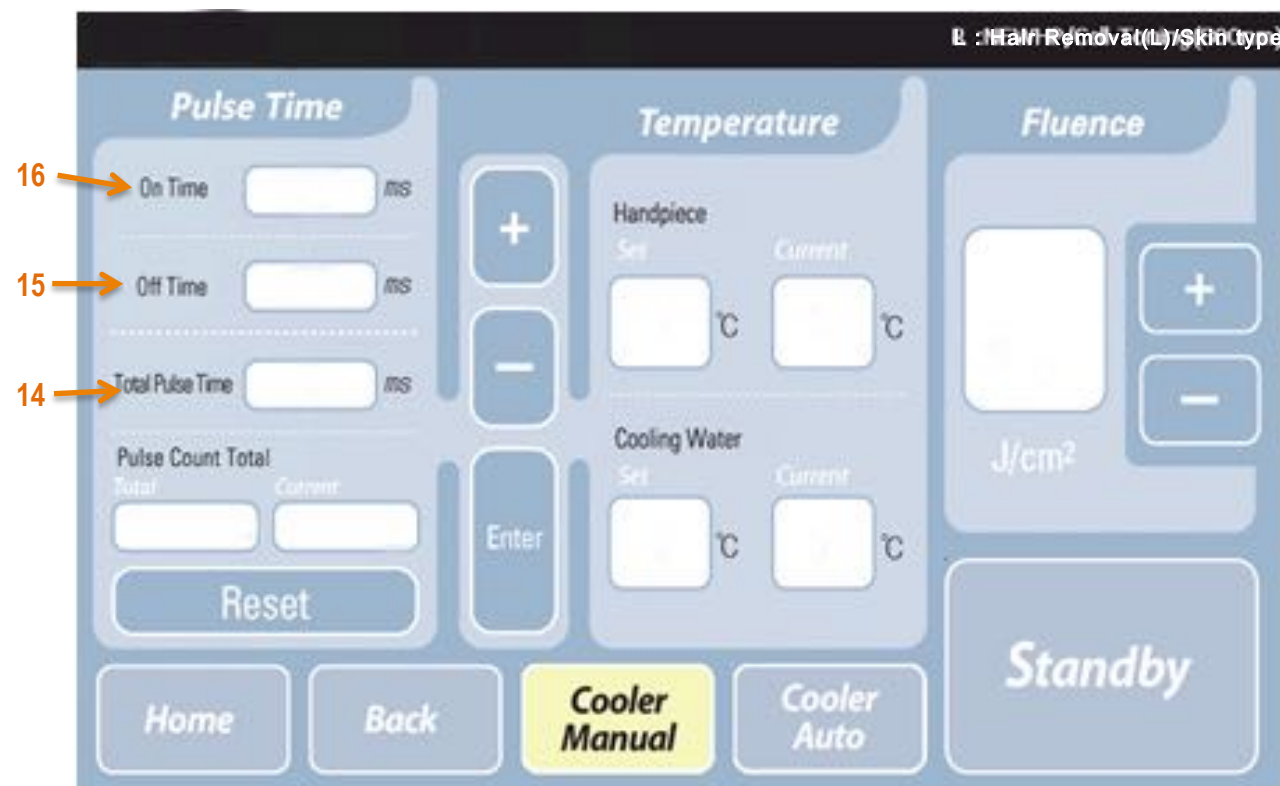 Hair Removal(L)/Skin type
Pulse Time
16
On Time
ms
15
Off Time
ms
14
Total Pulse Time
ms
Pulse Count Total
Total
Current
Reset
+
−
Enter
Temperature
Handpiece
Set
Current
℃
℃
Cooling Water
Set
Current
℃
℃
Fluence
+
−
J/cm²
Standby
Home
Back
Cooler
Manual
Cooler
Auto